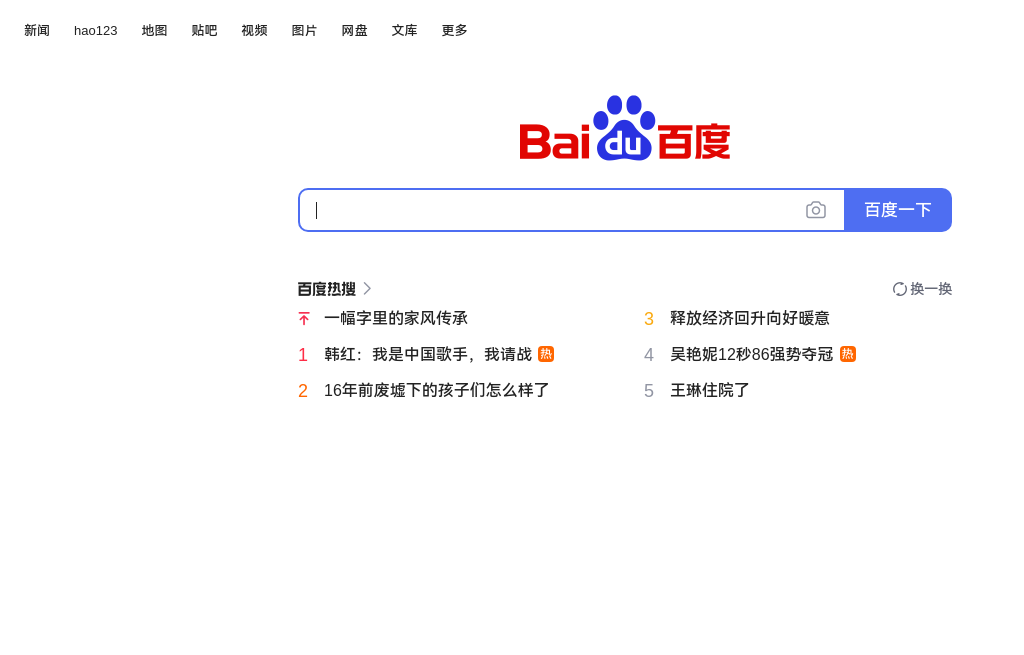 新闻 hao123 地图 贴吧 视频 图片 网盘 文库 更多
Baidu百度
百度一下
百度热搜 换一换
一幅字里的家风传承
1 韩红：我是中国歌手，我请战 热
2 16年前废墟下的孩子们怎么样了
3 释放经济回升向好暖意
4 吴艳妮12秒86强势夺冠 热
5 王琳住院了